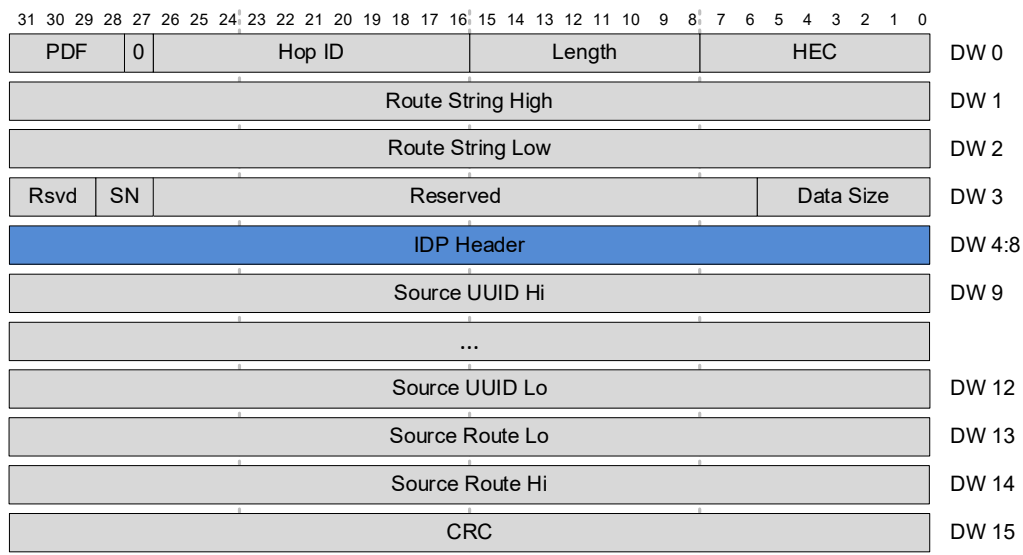 31 30 29 28 27 26 25 24 23 22 21 20 19 18 17 16 15 14 13 12 11 10 9 8 7 6 5 4 3 2 1 0
PDF 0 Hop ID Length HEC DW 0
Route String High DW 1
Route String Low DW 2
Rsvd SN Reserved Data Size DW 3
IDP Header DW 4:8
Source UUID Hi DW 9
...
Source UUID Lo DW 12
Source Route Lo DW 13
Source Route Hi DW 14
CRC DW 15